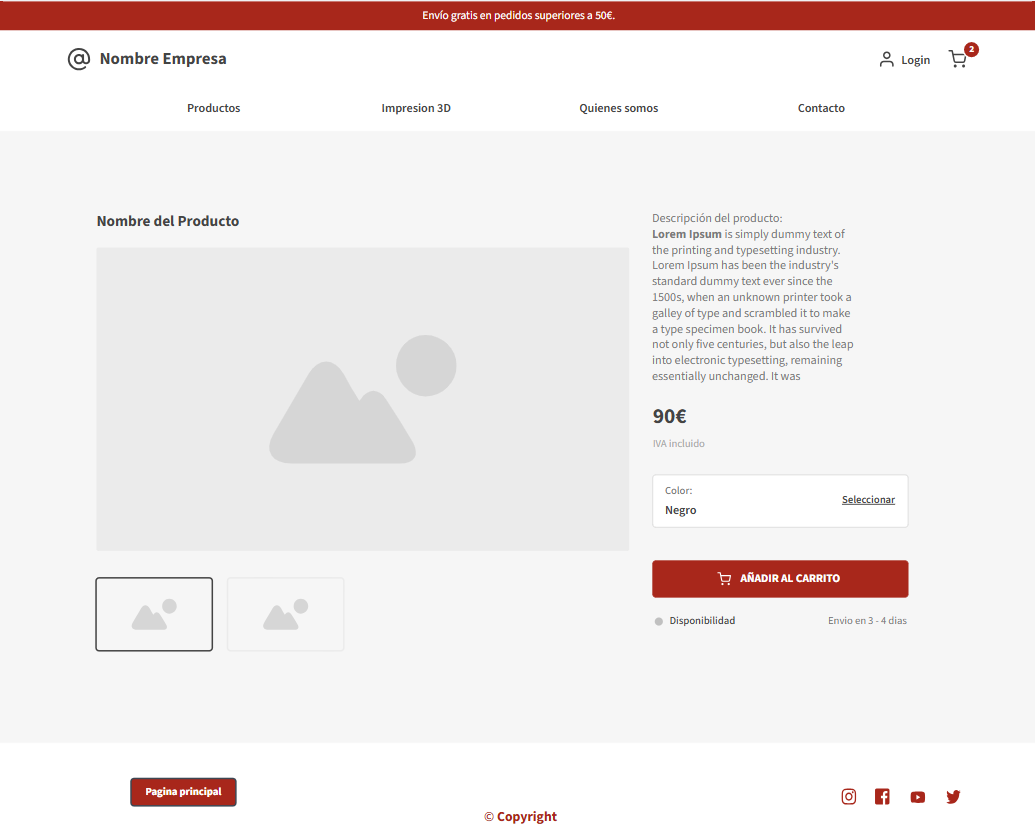 Envío gratis en pedidos superiores a 50€.
@ Nombre Empresa
Login
2
Productos
Impresion 3D
Quienes somos
Contacto
Nombre del Producto
Descripción del producto:
Lorem Ipsum is simply dummy text of
the printing and typesetting industry.
Lorem Ipsum has been the industry's
standard dummy text ever since the
1500s, when an unknown printer took a
galley of type and scrambled it to make
a type specimen book. It has survived
not only five centuries, but also the leap
into electronic typesetting, remaining
essentially unchanged. It was
90€
IVA incluido
Color:
Negro
Seleccionar
AÑADIR AL CARRITO
Disponibilidad
Envio en 3 - 4 dias
Pagina principal
© Copyright